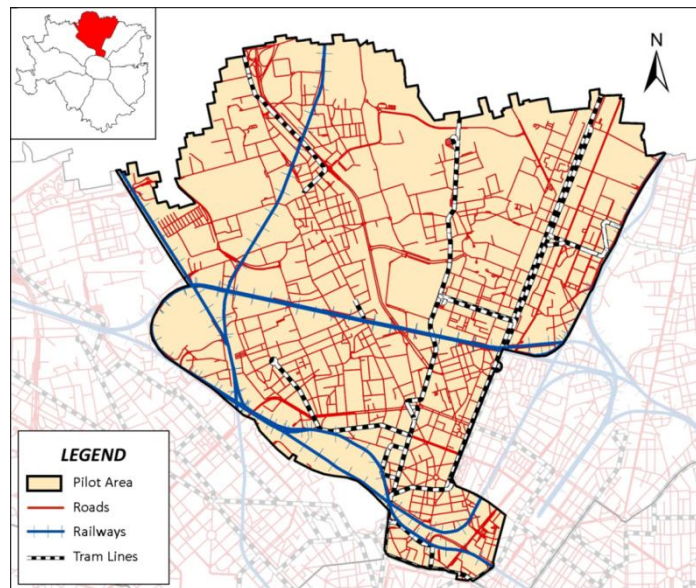 N
LEGEND
Pilot Area
Roads
Railways
Tram Lines